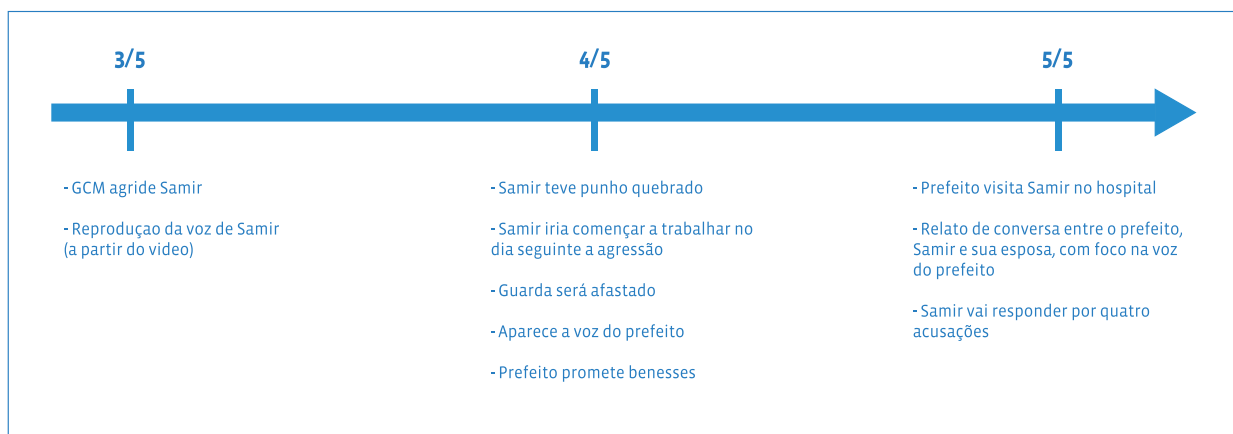 3/5
- GCM agride Samir
- Reproduçao da voz de Samir
(a partir do video)
4/5
- Samir teve punho quebrado
- Samir iria começar a trabalhar no
dia seguinte a agressão
- Guarda será afastado
- Aparece a voz do prefeito
- Prefeito promete benesses
5/5
- Prefeito visita Samir no hospital
- Relato de conversa entre o prefeito,
Samir e sua esposa, com foco na voz
do prefeito
- Samir vai responder por quatro
acusações